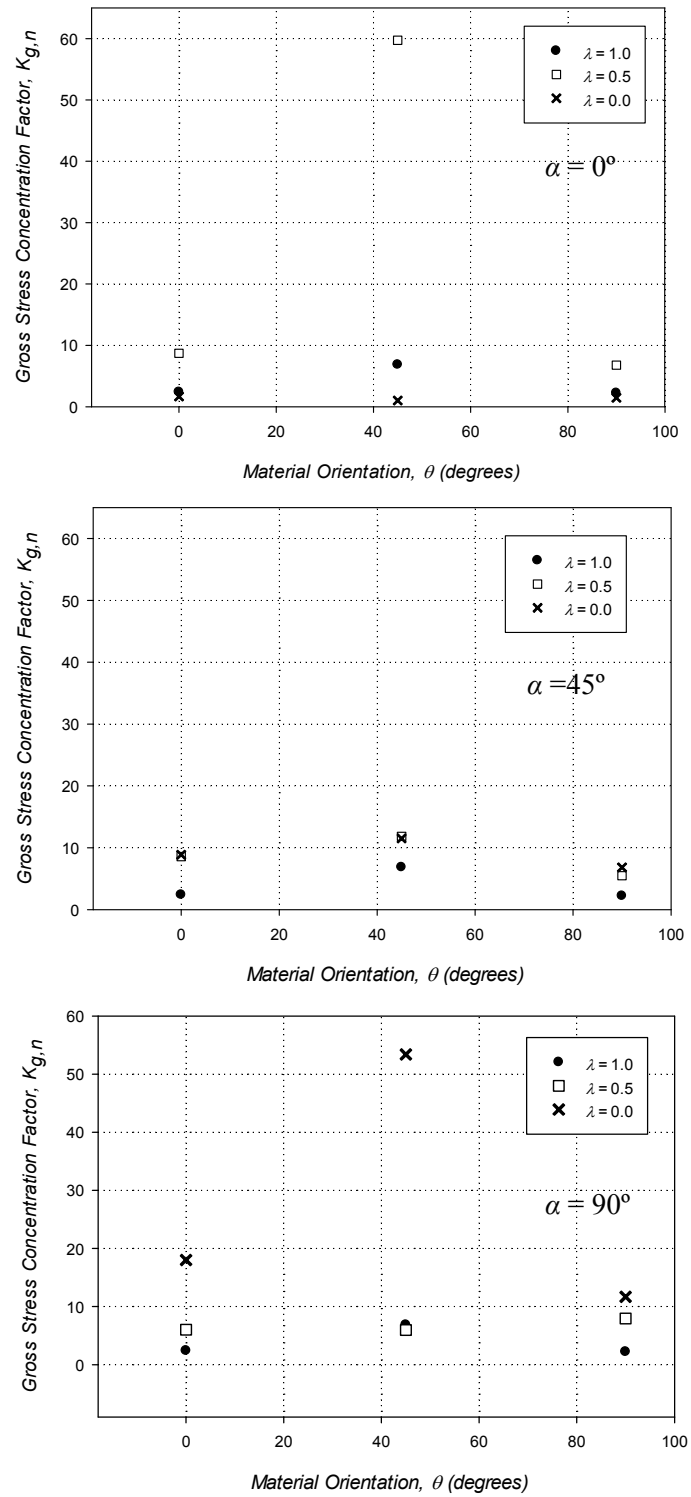 Gross Stress Concentration Factor, Kg,n
60
50
40
30
20
10
0
λ = 1.0
λ = 0.5
λ = 0.0
α = 0º
0 20 40 60 80 100
Material Orientation, θ (degrees)
Gross Stress Concentration Factor, Kg,n
60
50
40
30
20
10
0
λ = 1.0
λ = 0.5
λ = 0.0
α =45º
0 20 40 60 80 100
Material Orientation, θ (degrees)
Gross Stress Concentration Factor, Kg,n
60
50
40
30
20
10
0
λ = 1.0
λ = 0.5
λ = 0.0
α = 90º
0 20 40 60 80 100
Material Orientation, θ (degrees)